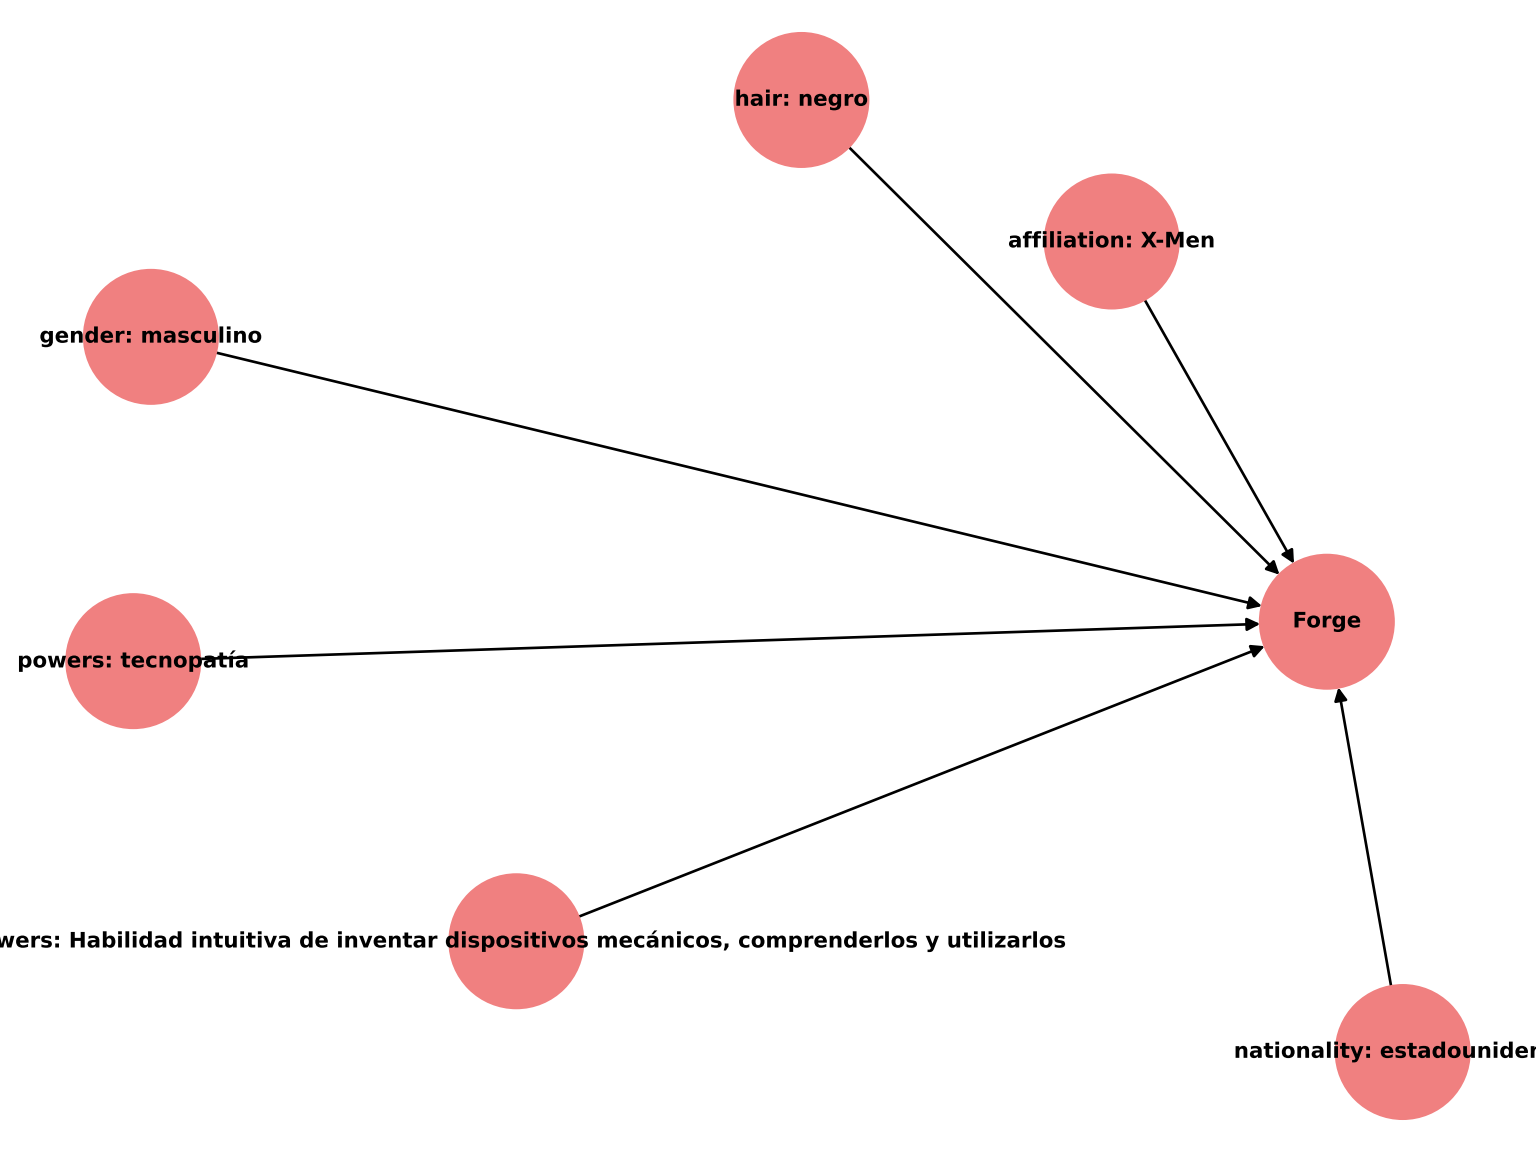 hair: negro
affiliation: X-Men
gender: masculino
Forge
powers: tecnopatía
wers: Habilidad intuitiva de inventar dispositivos mecánicos, comprenderlos y utilizarlos
nationality: estadouniden